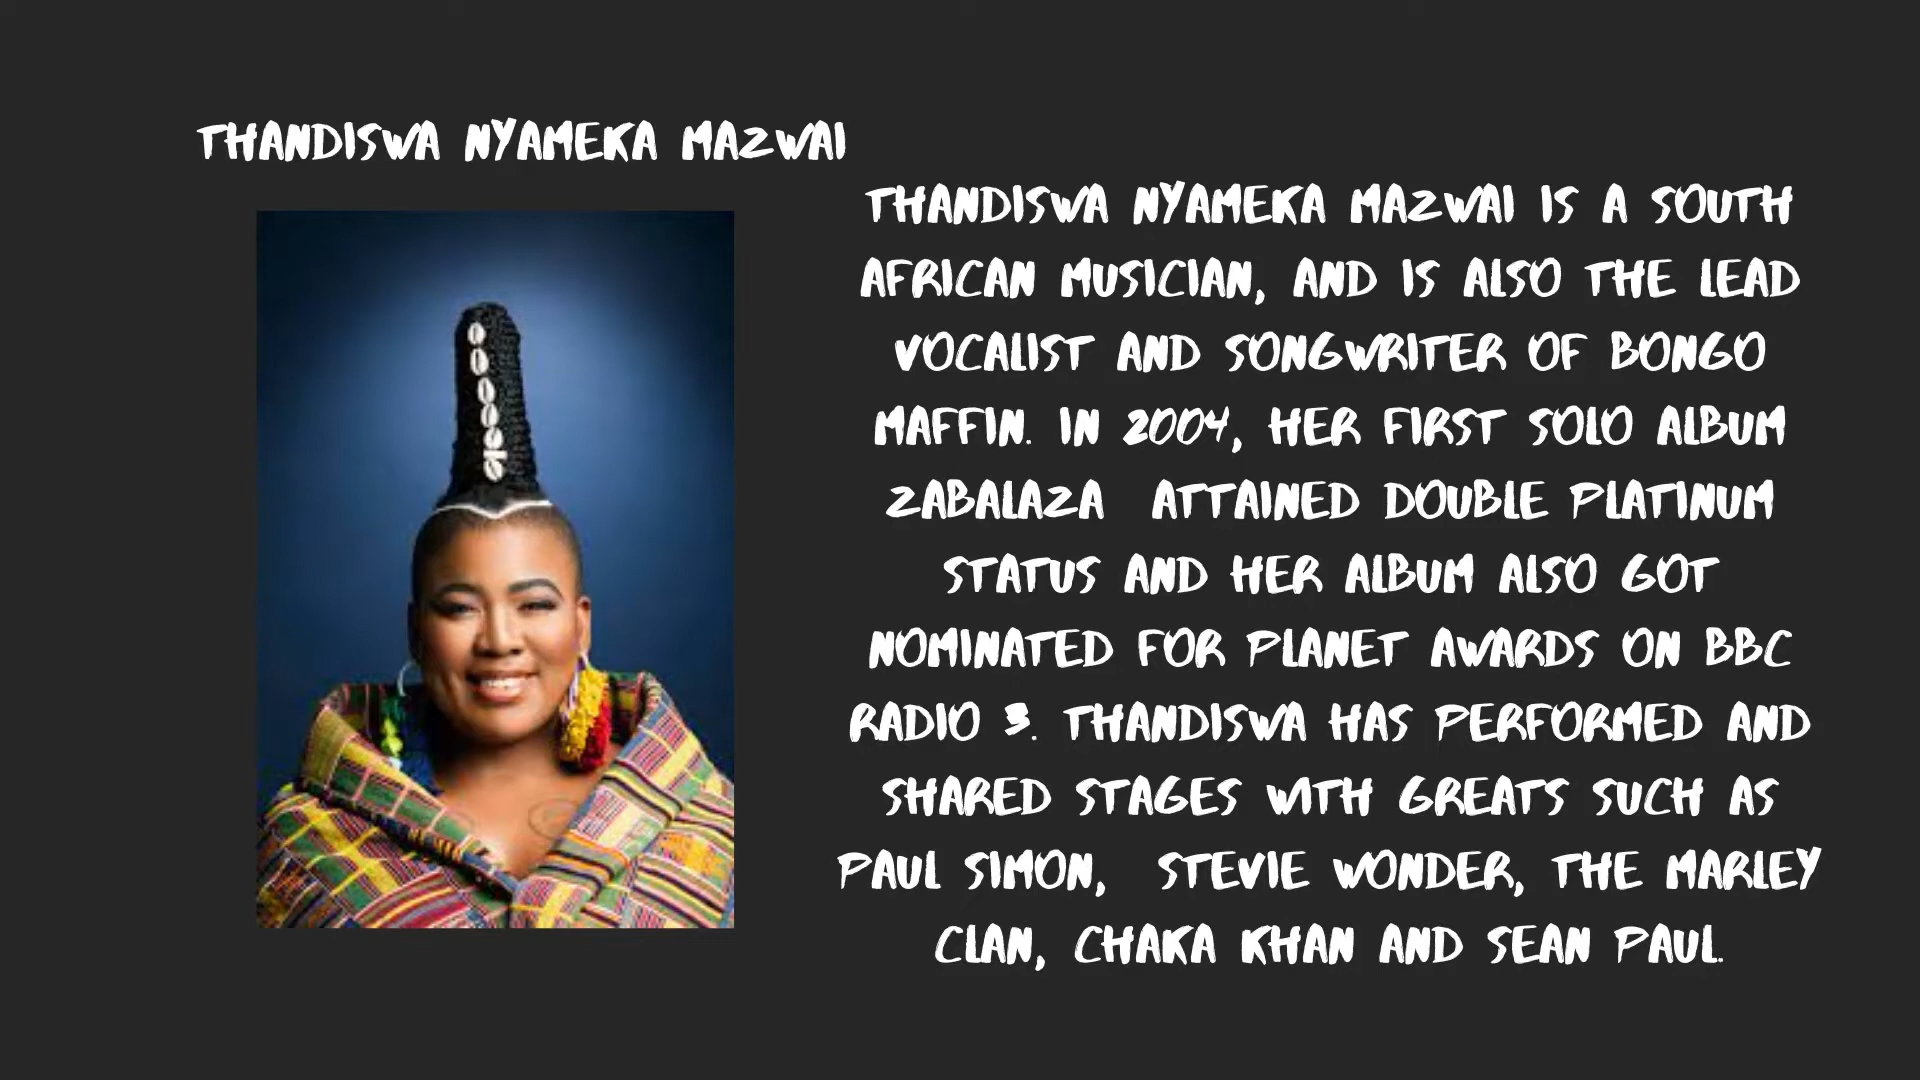 THANDISWA NYAMEKA MAZWAI
THANDISWA NYAMEKA MAZWAI IS A SOUTH
AFRICAN MUSICIAN, AND IS ALSO THE LEAD
VOCALIST AND SONGWRITER OF BONGO
MAFFIN. IN 2004, HER FIRST SOLO ALBUM
ZABALAZA ATTAINED DOUBLE PLATINUM
STATUS AND HER ALBUM ALSO GOT
NOMINATED FOR PLANET AWARDS ON BBC
RADIO 3. THANDISWA HAS PERFORMED AND
SHARED STAGES WITH GREATS SUCH AS
PAUL SIMON, STEVIE WONDER, THE MARLEY
CLAN, CHAKA KHAN AND SEAN PAUL.